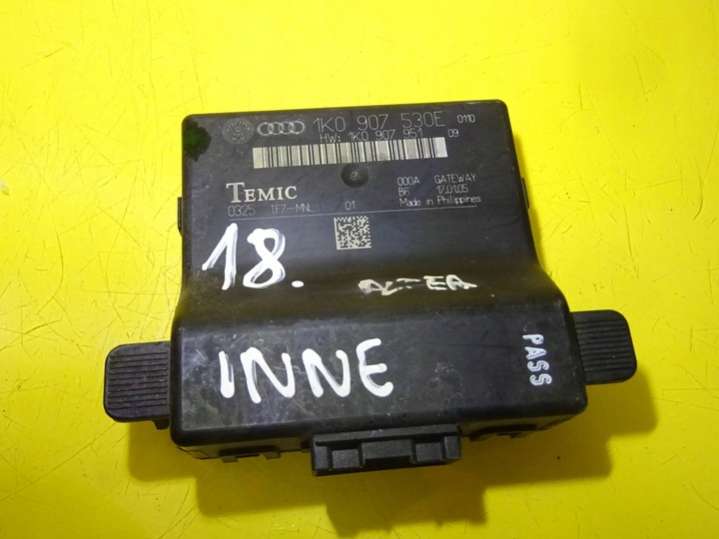 1K0 907 530E 0110
HW: 1K0 907 951 09
TEMIC
000A GATEWAY
B6 17.01.05
Made in Philippines
0325 1F7-MNL 01
18.
ALTEA
INNE
PASS